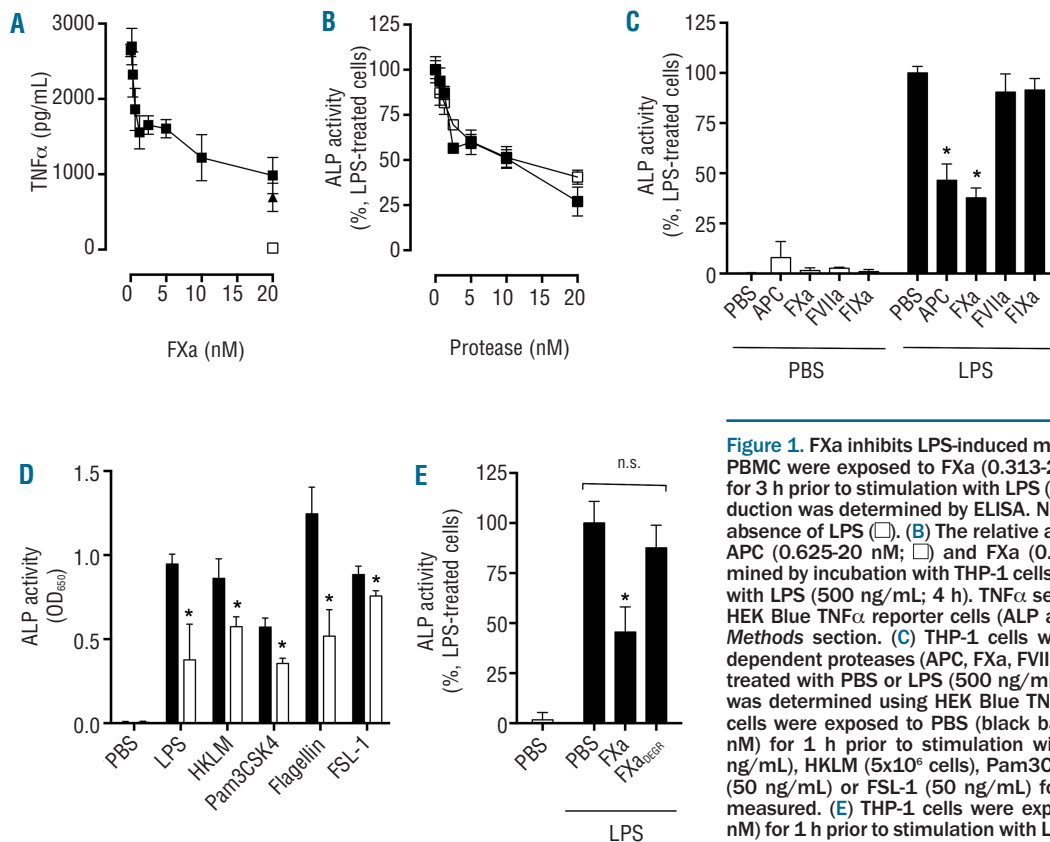 A
3000
2000
1000
0
TNFα (pg/mL)
0 5 10 15 20
FXa (nM)
B
125
100
75
50
25
0
ALP activity
(%, LPS-treated cells)
0 5 10 15 20
Protease (nM)
C
125
100
75
50
25
0
ALP activity
(%, LPS-treated cells)
* *
PBS APC FXa FVIIa FIXa PBS APC FXa FVIIa FIXa
PBS LPS
D
1.5
1.0
0.5
0.0
ALP activity
(OD650)
* * * * *
PBS LPS HKLM Pam3CSK4 Flagellin FSL-1
E
125
100
75
50
25
0
ALP activity
(%, LPS-treated cells)
n.s.
*
PBS PBS FXa FXaDEGR
LPS
Figure 1. FXa inhibits LPS-induced m
PBMC were exposed to FXa (0.313-2
for 3 h prior to stimulation with LPS (
duction was determined by ELISA. N
absence of LPS (□). (B) The relative a
APC (0.625-20 nM; □) and FXa (0.
mined by incubation with THP-1 cells
with LPS (500 ng/mL; 4 h). TNFα se
HEK Blue TNFα reporter cells (ALP a
Methods section. (C) THP-1 cells w
dependent proteases (APC, FXa, FVII
treated with PBS or LPS (500 ng/mL
was determined using HEK Blue TN
cells were exposed to PBS (black ba
nM) for 1 h prior to stimulation wi
ng/mL), HKLM (5x10⁶ cells), Pam3C
(50 ng/mL) or FSL-1 (50 ng/mL) fo
measured. (E) THP-1 cells were exp
nM) for 1 h prior to stimulation with L